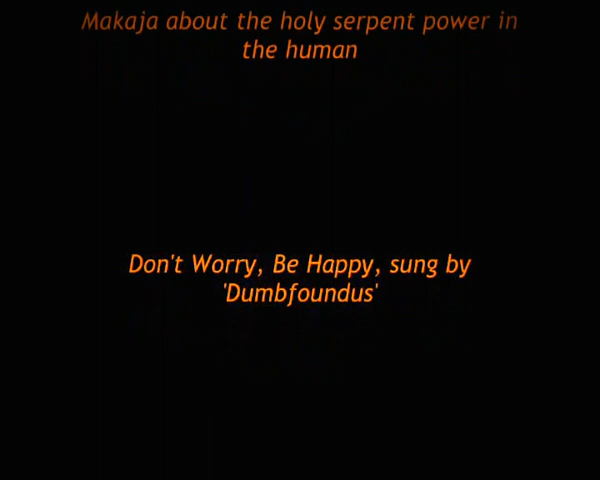 Makaja about the holy serpent power in
the human
Don't Worry, Be Happy, sung by
'Dumbfoundus'